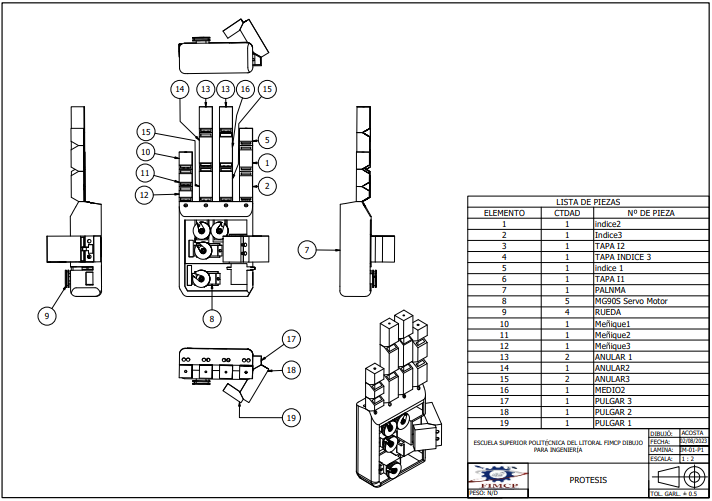 14
13
13
16
15
15
5
10
1
11
2
12
7
9
8
17
18
19
LISTA DE PIEZAS
ELEMENTO CTDAD Nº DE PIEZA
1 1 indice2
2 1 Indice3
3 1 TAPA I2
4 1 TAPA INDICE 3
5 1 indice 1
6 1 TAPA I1
7 1 PALNMA
8 5 MG90S Servo Motor
9 4 RUEDA
10 1 Meñique1
11 1 Meñique2
12 1 Meñique3
13 2 ANULAR 1
14 1 ANULAR2
15 2 ANULAR3
16 1 MEDIO2
17 1 PULGAR 3
18 1 PULGAR 2
19 1 PULGAR 1
ESCUELA SUPERIOR POLITÉCNICA DEL LITORAL FIMCP DIBUJO
PARA INGENIERIA
DIBUJÓ: ACOSTA
FECHA: 02/08/2023
LAMINA: IM-01-P1
ESCALA: 1 : 2
FIMCP
PESO: N/D
PROTESIS
TOL. GARL. ± 0.5